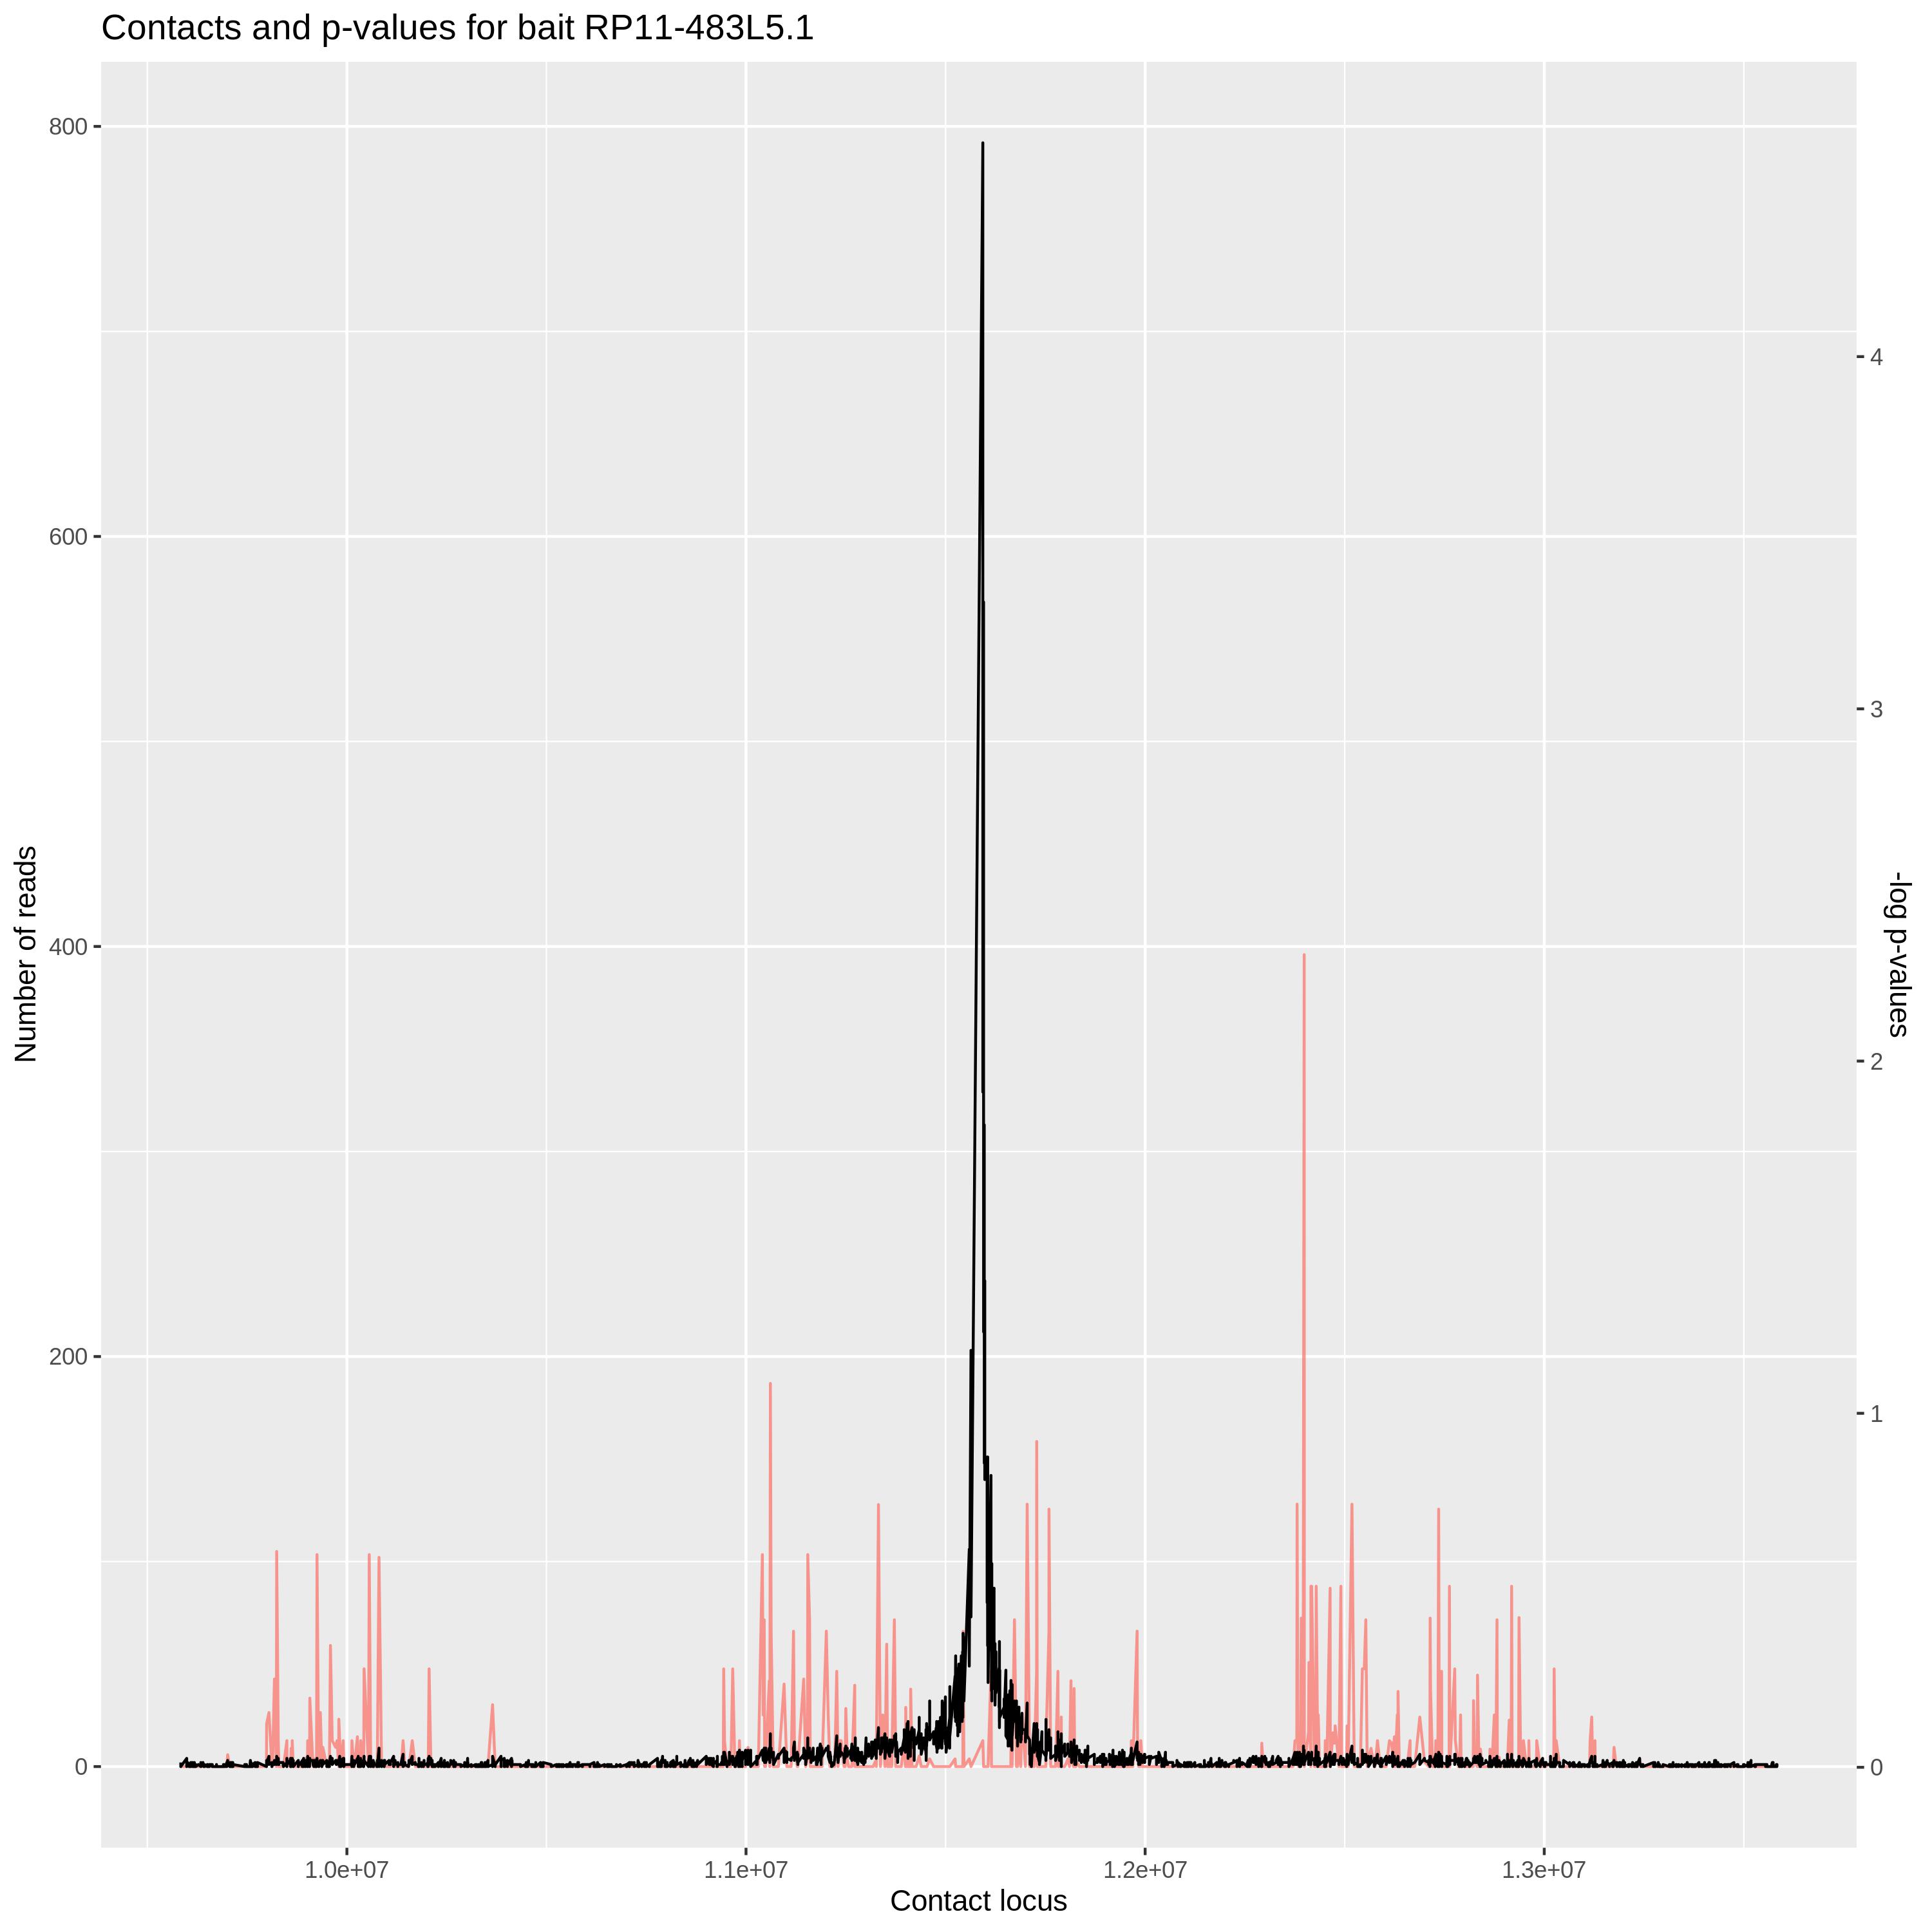 Contacts and p-values for bait RP11-483L5.1
800
600
400
200
0
Number of reads
4
3
2
1
0
-log p-values
1.0e+07
1.1e+07
1.2e+07
1.3e+07
Contact locus